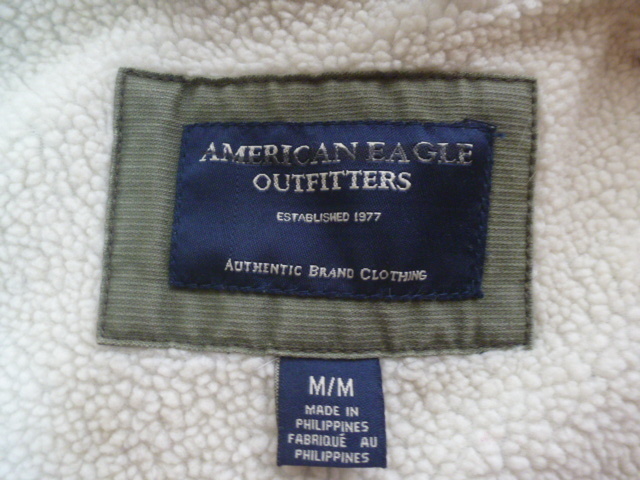 AMERICAN EAGLE
OUTFITTERS
ESTABLISHED 1977
AUTHENTIC BRAND CLOTHING
M/M
MADE IN
PHILIPPINES
FABRIQUÉ AU
PHILIPPINES